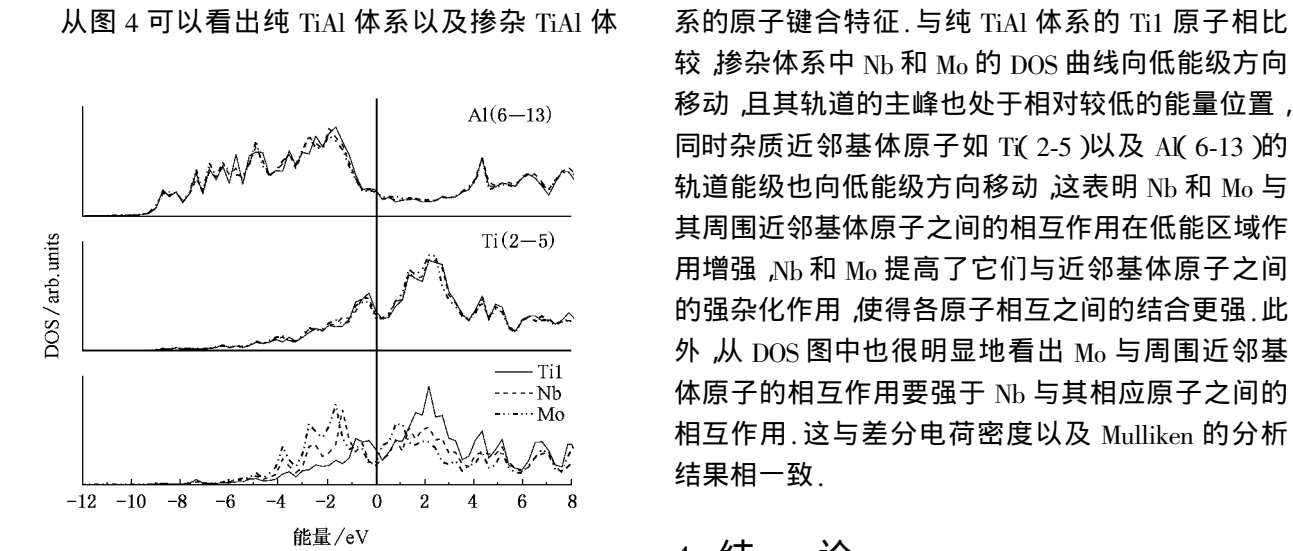 从图 4 可以看出纯 TiAl 体系以及掺杂 TiAl 体
Al(6—13)
Ti(2—5)
DOS/arb. units
Ti1
Nb
Mo
-12 -10 -8 -6 -4 -2 0 2 4 6 8
能量/eV
系的原子键合特征.与纯 TiAl 体系的 Ti1 原子相比
较 ,掺杂体系中 Nb 和 Mo 的 DOS 曲线向低能级方向
移动 ,且其轨道的主峰也处于相对较低的能量位置 ,
同时杂质近邻基体原子如 Ti( 2-5 )以及 Al( 6-13 )的
轨道能级也向低能级方向移动 ,这表明 Nb 和 Mo 与
其周围近邻基体原子之间的相互作用在低能区域作
用增强 ,Nb 和 Mo 提高了它们与近邻基体原子之间
的强杂化作用 ,使得各原子相互之间的结合更强.此
外 ,从 DOS 图中也很明显地看出 Mo 与周围近邻基
体原子的相互作用要强于 Nb 与其相应原子之间的
相互作用.这与差分电荷密度以及 Mulliken 的分析
结果相一致.